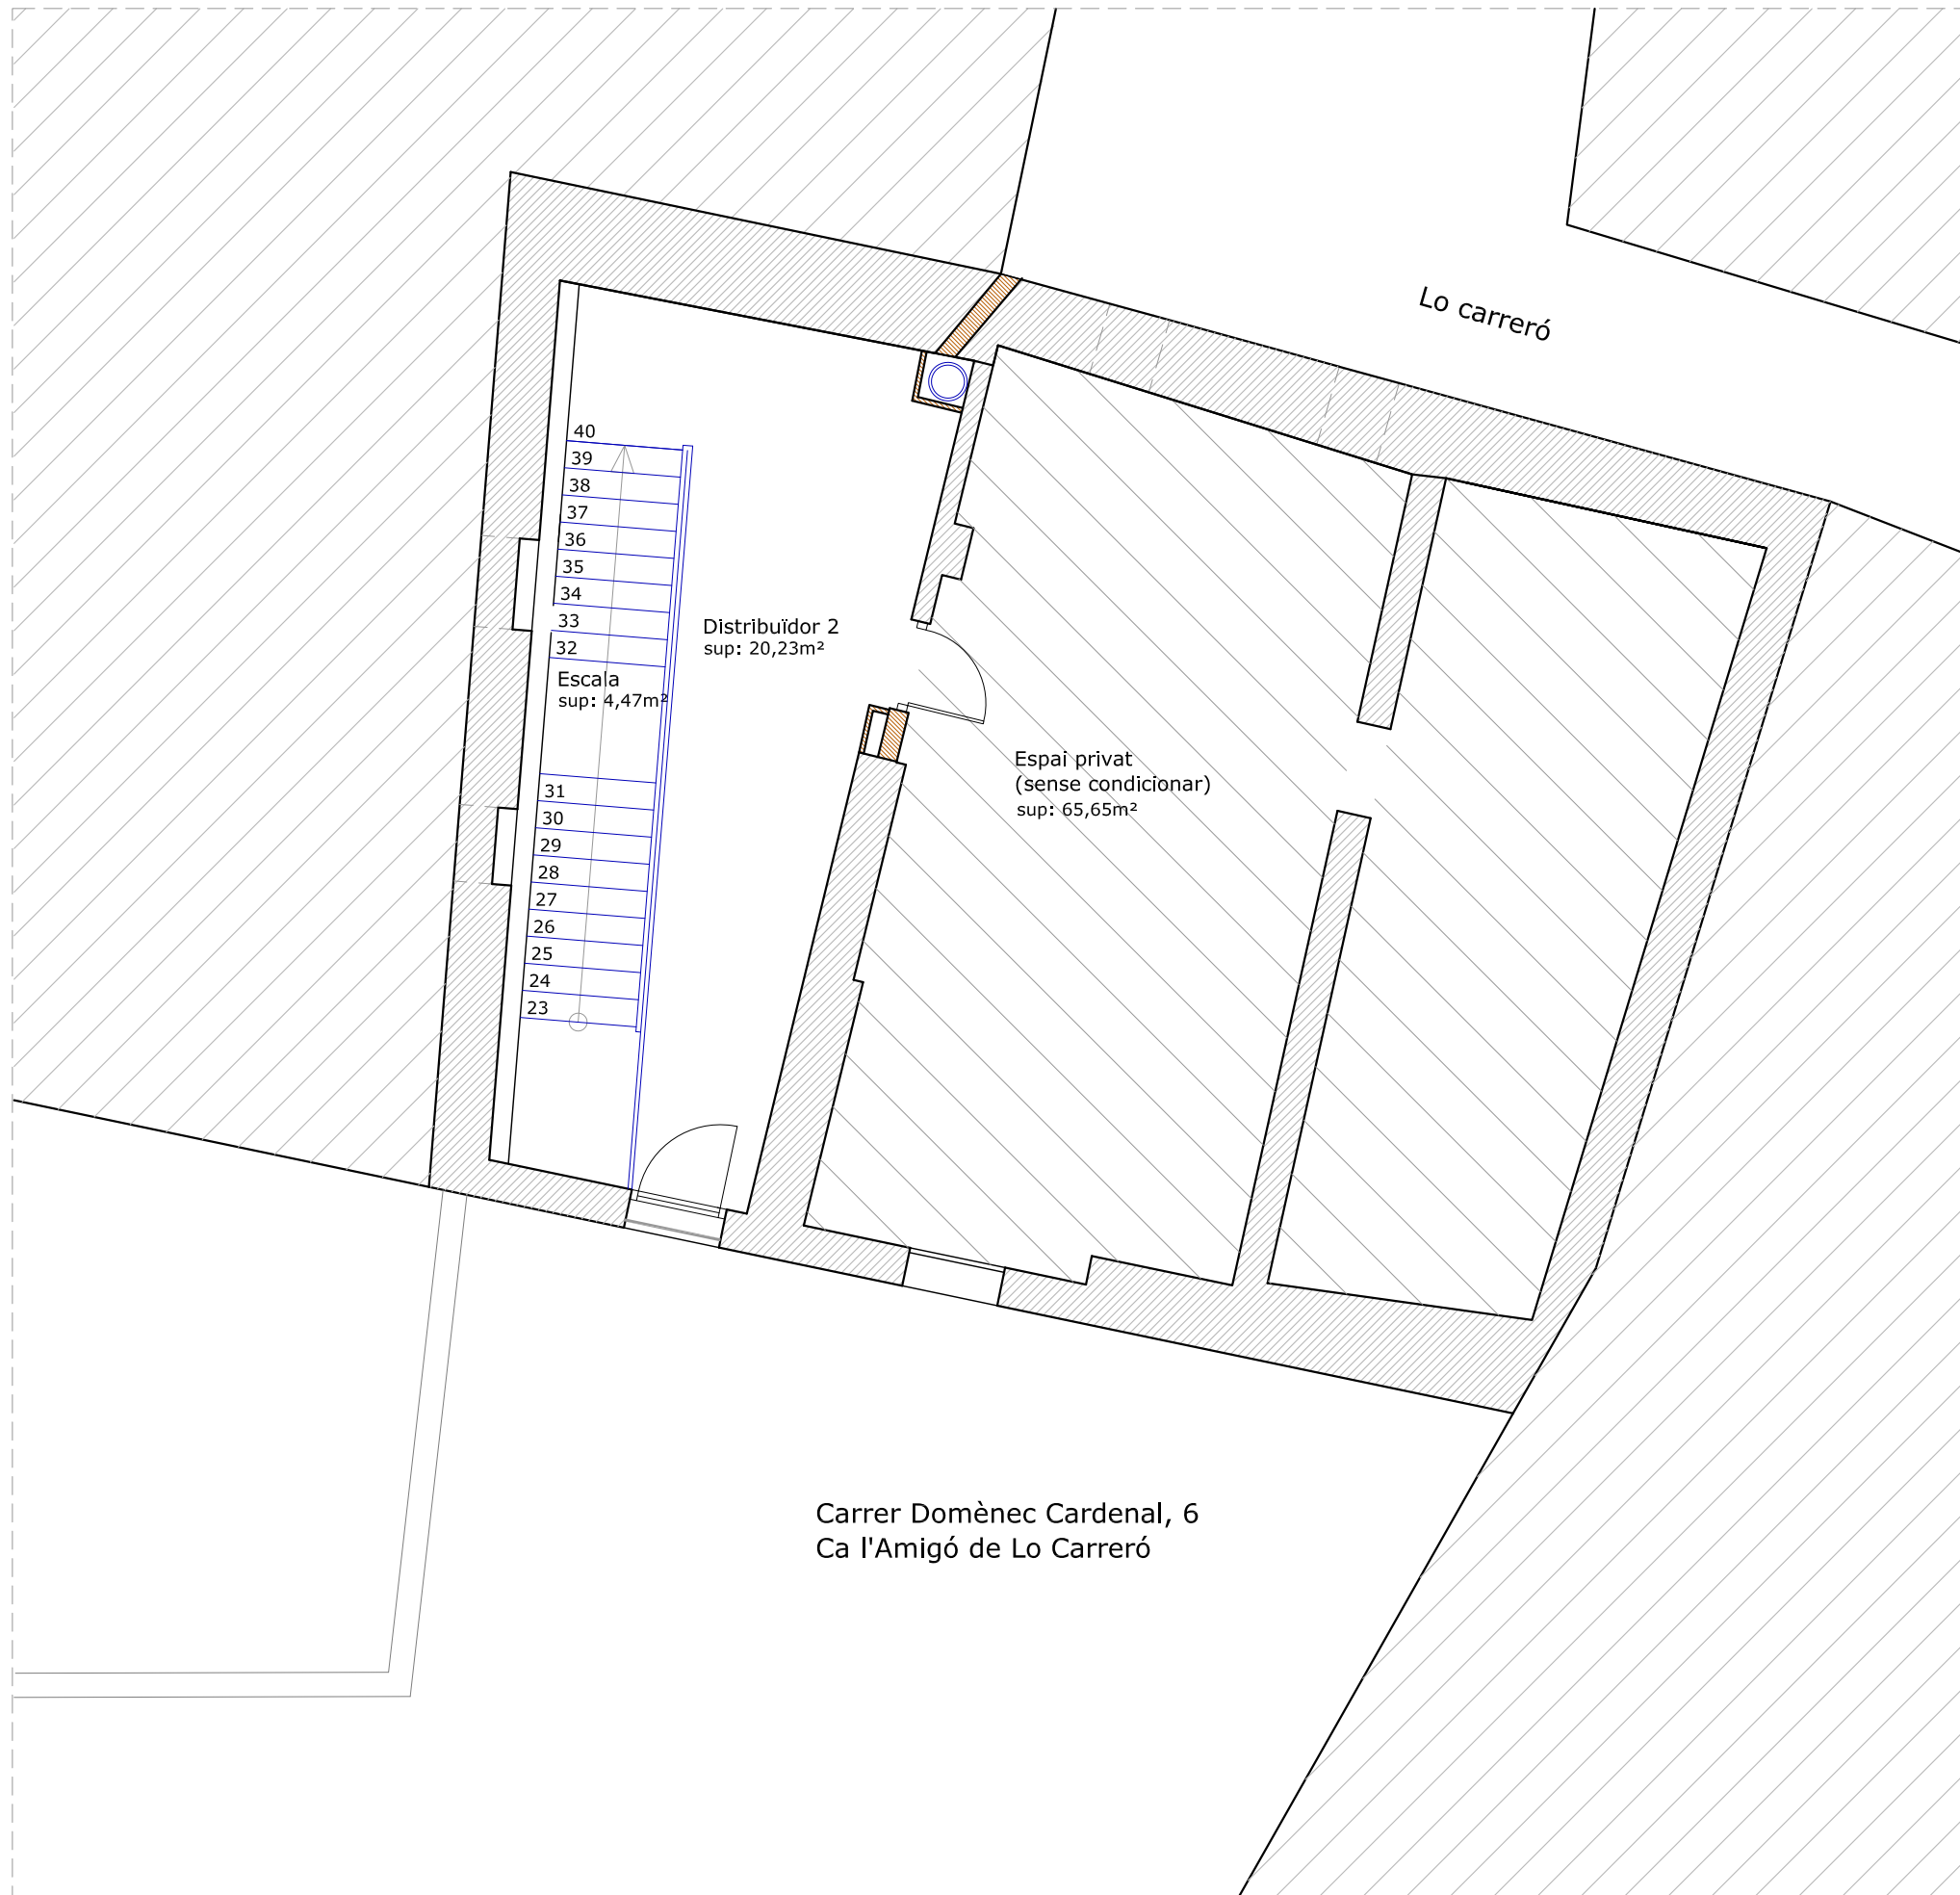 Lo carreró
40
39
38
37
36
35
34
33
32
Distribuïdor 2
sup: 20,23m²
Escala
sup: 4,47m²
Espai privat
(sense condicionar)
sup: 65,65m²
31
30
29
28
27
26
25
24
23
Carrer Domènec Cardenal, 6
Ca l'Amigó de Lo Carreró